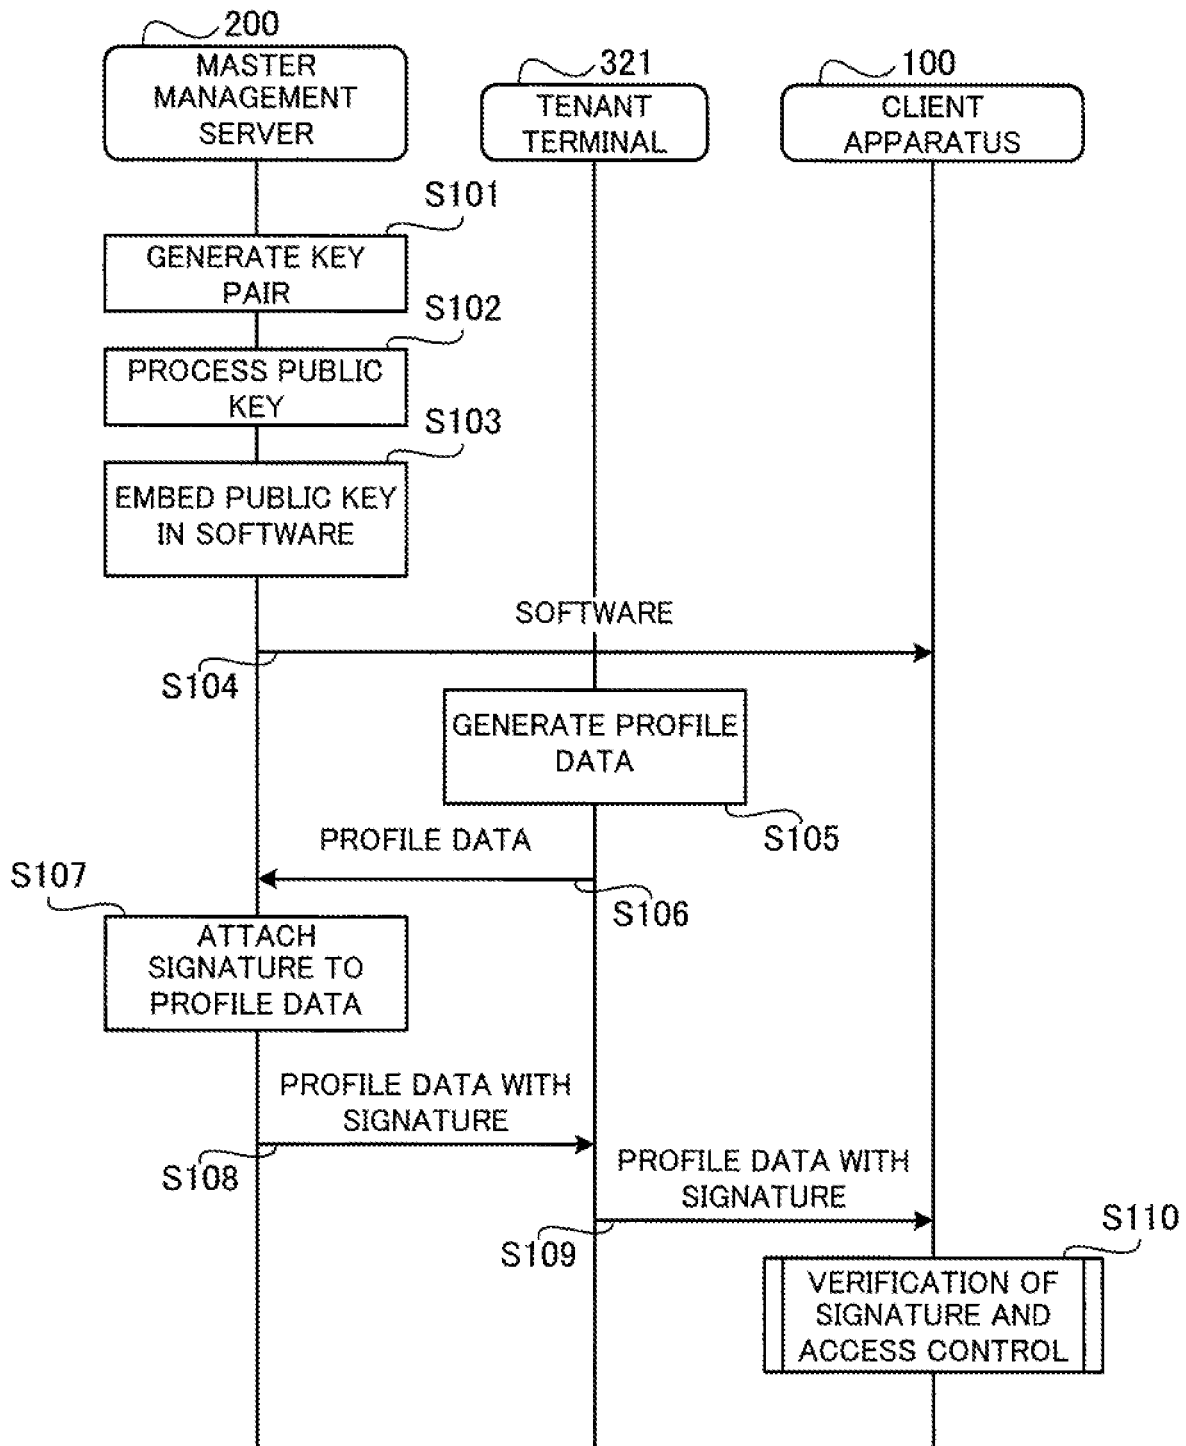 200
MASTER
MANAGEMENT
SERVER
321
TENANT
TERMINAL
100
CLIENT
APPARATUS
S101
GENERATE KEY
PAIR
S102
PROCESS PUBLIC
KEY
S103
EMBED PUBLIC KEY
IN SOFTWARE
SOFTWARE
S104
GENERATE PROFILE
DATA
S105
PROFILE DATA
S106
S107
ATTACH
SIGNATURE TO
PROFILE DATA
PROFILE DATA WITH
SIGNATURE
S108
PROFILE DATA WITH
SIGNATURE
S109
S110
VERIFICATION OF
SIGNATURE AND
ACCESS CONTROL